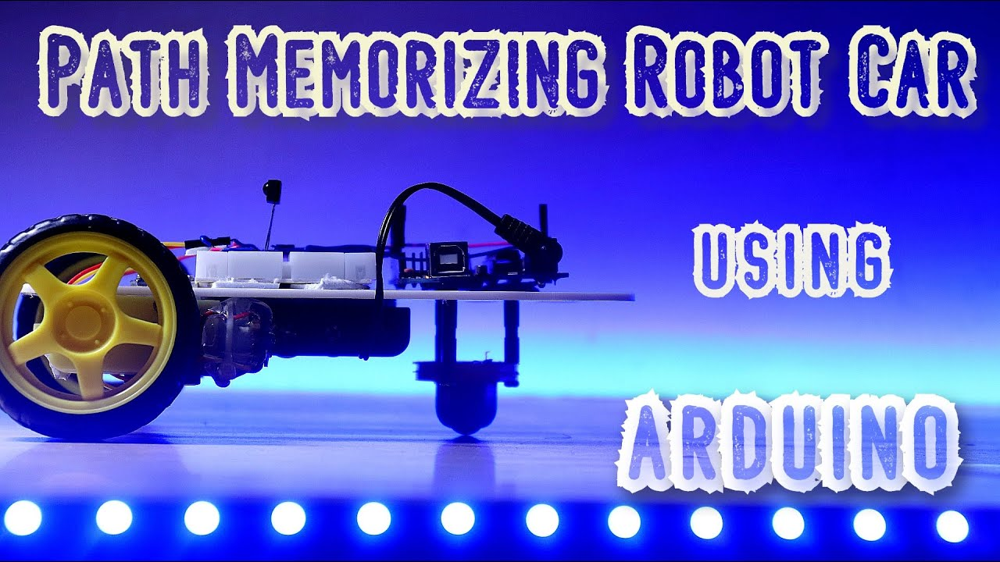 PATH MEMORIZING ROBOT CAR
USING
ARDUINO